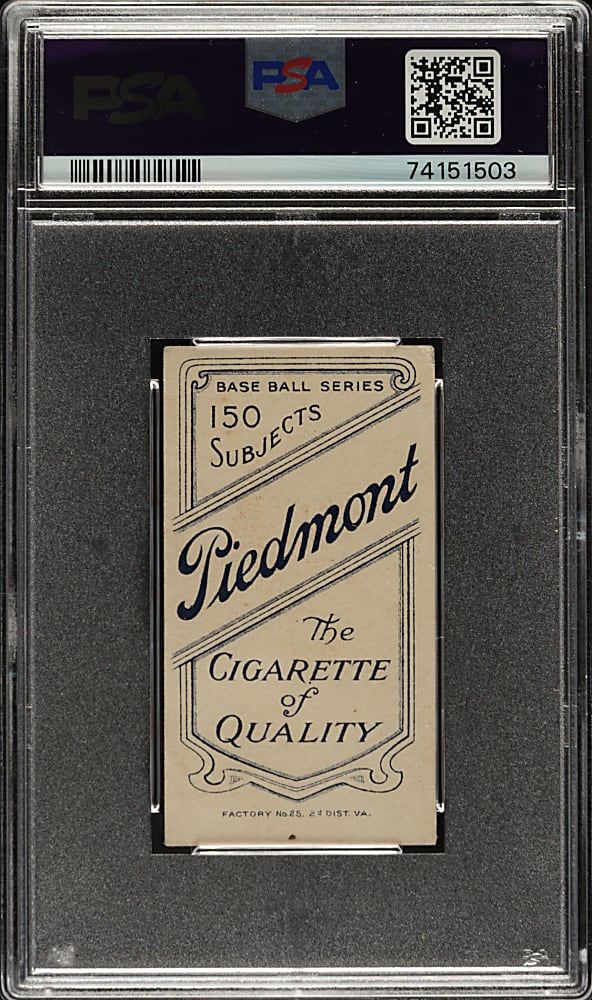 PSA
PSA
74151503
BASE BALL SERIES
150
SUBJECTS
Piedmont
The
CIGARETTE
of
QUALITY
FACTORY No 25, 2d DIST. VA.